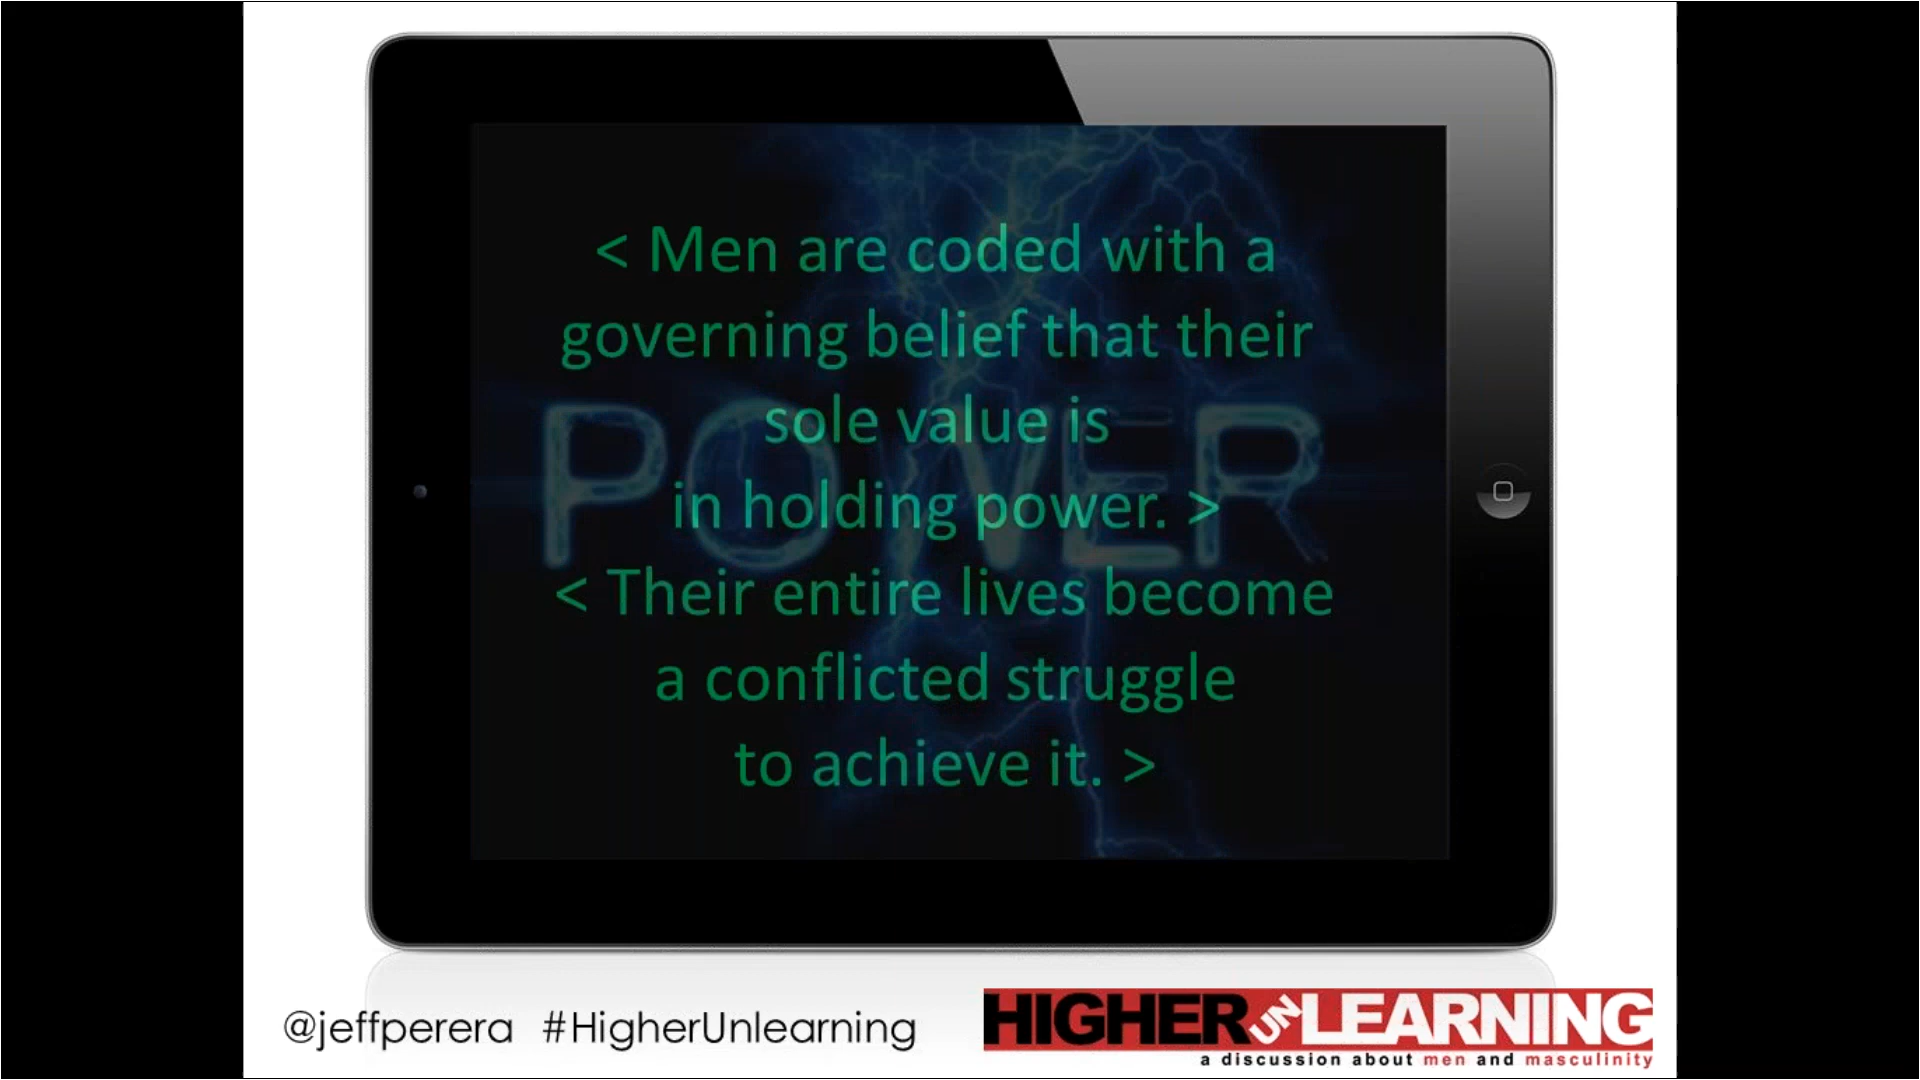 < Men are coded with a
governing belief that their
sole value is
in holding power. >
POWER
< Their entire lives become
a conflicted struggle
to achieve it. >
@jeffperera #HigherUnlearning
HIGHER UN LEARNING
a discussion about men and masculinity